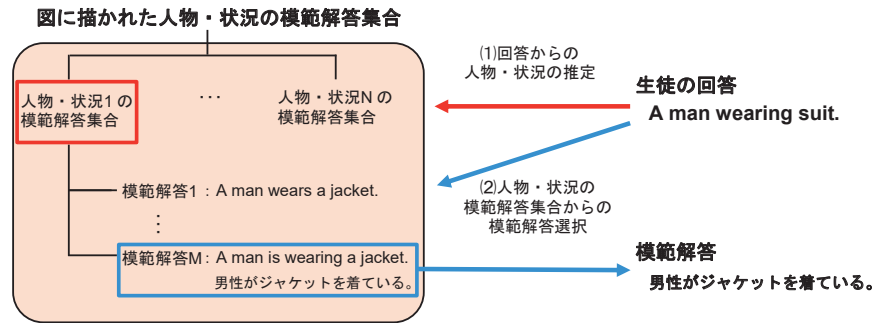 図に描かれた人物・状況の模範解答集合
人物・状況1 の
模範解答集合
･･･
人物・状況N の
模範解答集合
模範解答1：A man wears a jacket.
⋮
模範解答M：A man is wearing a jacket.
男性がジャケットを着ている。
⑴回答からの
人物・状況の推定
生徒の回答
A man wearing suit.
⑵人物・状況の
模範解答集合からの
模範解答選択
模範解答
男性がジャケットを着ている。